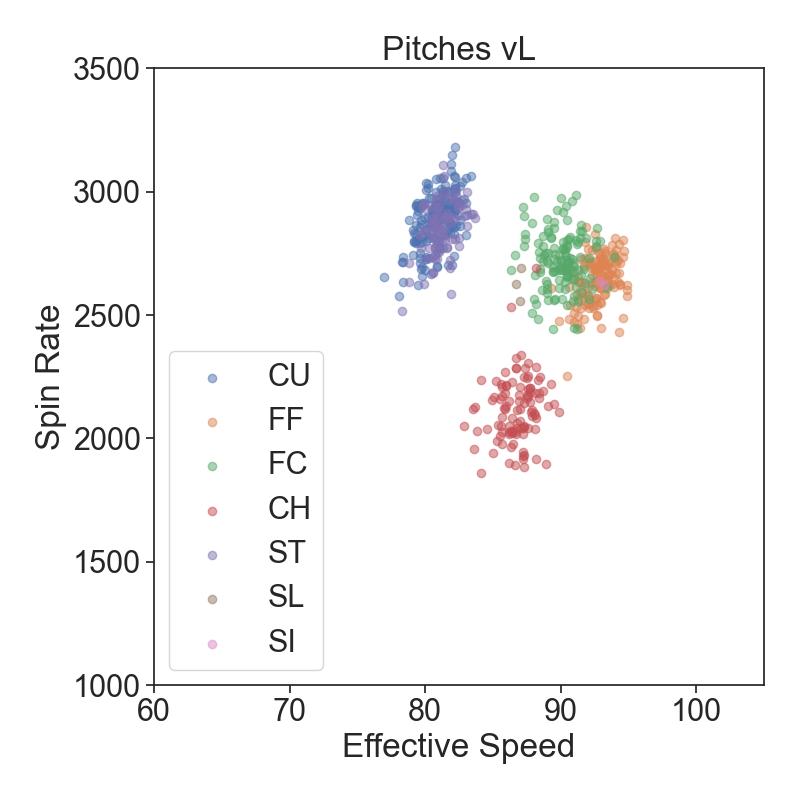 Pitches vL
3500
3000
2500
2000
1500
1000
Spin Rate
CU
FF
FC
CH
ST
SL
SI
60 70 80 90 100
Effective Speed